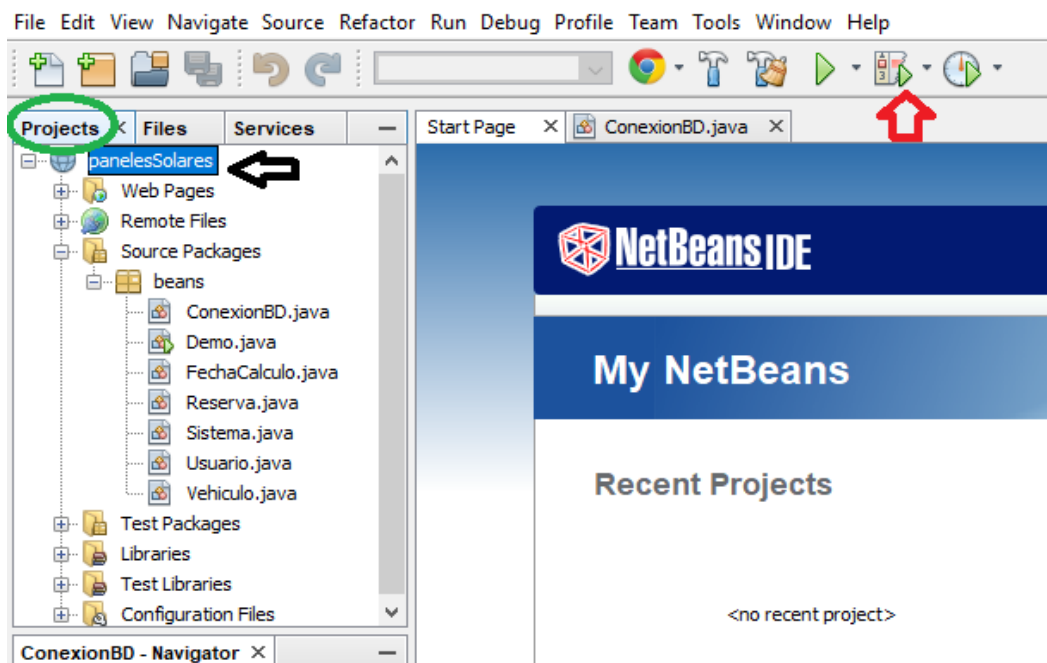 File Edit View Navigate Source Refactor Run Debug Profile Team Tools Window Help
Projects Files Services
Start Page ConexionBD.java
panelesSolares
Web Pages
Remote Files
Source Packages
beans
ConexionBD.java
Demo.java
FechaCalculo.java
Reserva.java
Sistema.java
Usuario.java
Vehiculo.java
Test Packages
Libraries
Test Libraries
Configuration Files
ConexionBD - Navigator
NetBeans IDE
My NetBeans
Recent Projects
<no recent project>